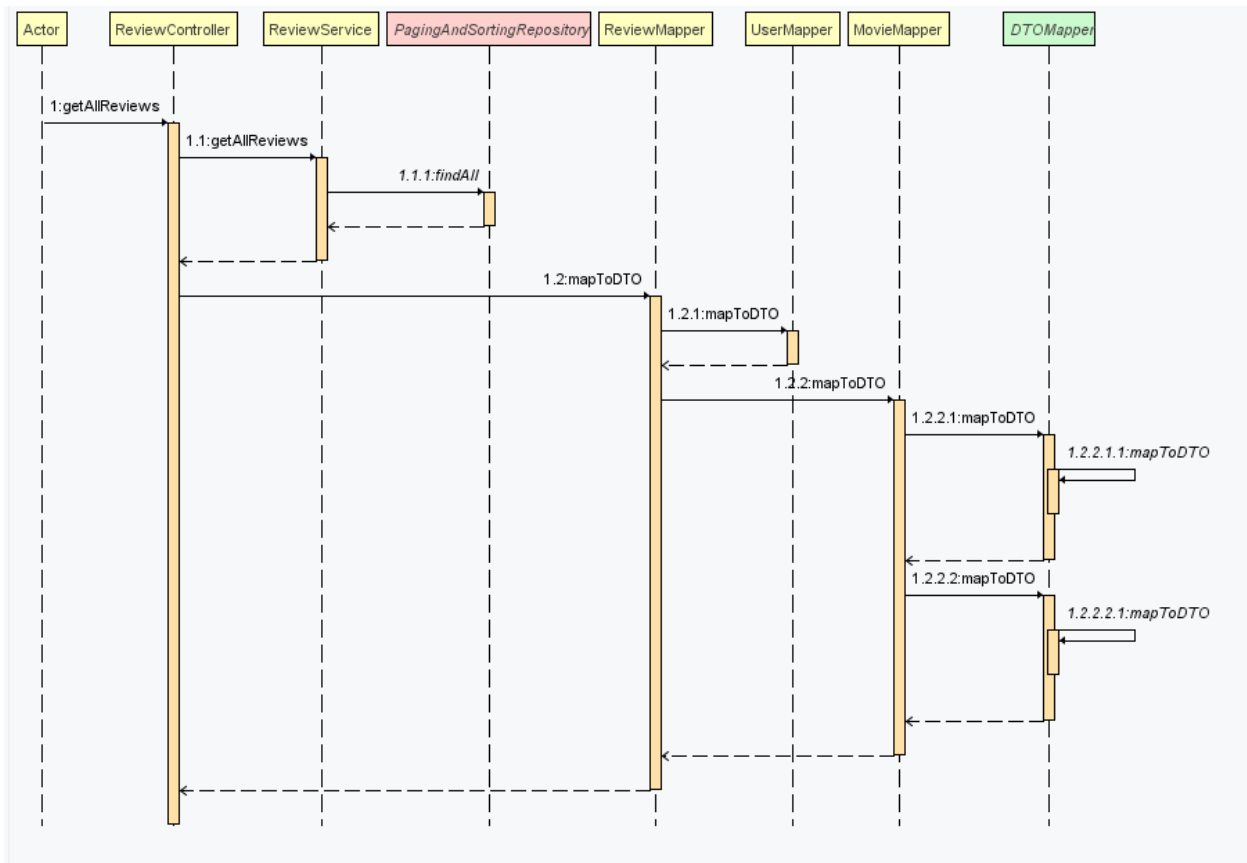 Actor ReviewController ReviewService PagingAndSortingRepository ReviewMapper UserMapper MovieMapper DTOMapper
1:getAllReviews
1.1:getAllReviews
1.1.1:findAll
1.2:mapToDTO
1.2.1:mapToDTO
1.2.2:mapToDTO
1.2.2.1:mapToDTO
1.2.2.1.1:mapToDTO
1.2.2.2:mapToDTO
1.2.2.2.1:mapToDTO